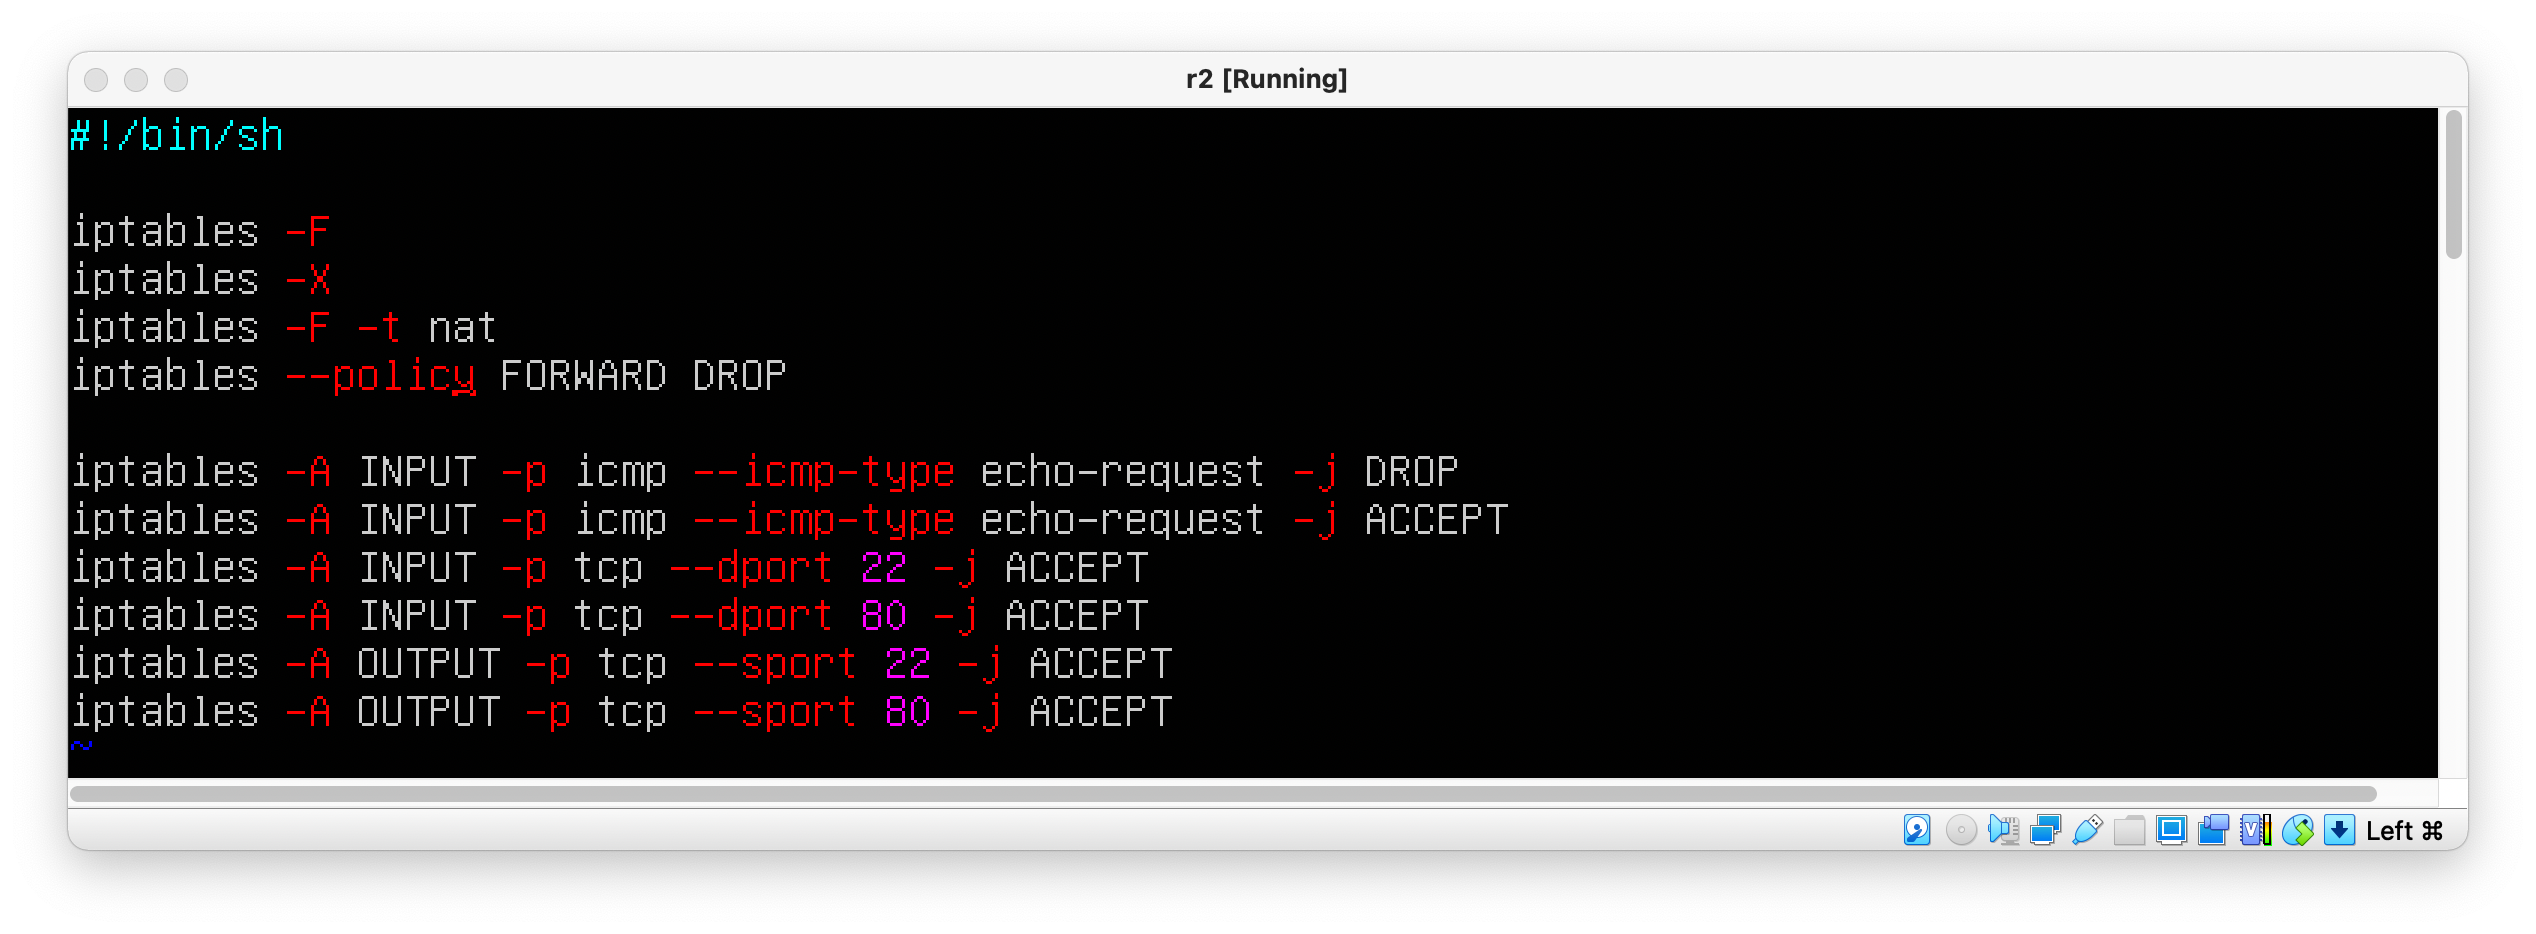 r2 [Running]
#!/bin/sh
iptables -F
iptables -X
iptables -F -t nat
iptables --policy FORWARD DROP
iptables -A INPUT -p icmp --icmp-type echo-request -j DROP
iptables -A INPUT -p icmp --icmp-type echo-request -j ACCEPT
iptables -A INPUT -p tcp --dport 22 -j ACCEPT
iptables -A INPUT -p tcp --dport 80 -j ACCEPT
iptables -A OUTPUT -p tcp --sport 22 -j ACCEPT
iptables -A OUTPUT -p tcp --sport 80 -j ACCEPT
~
Left ⌘